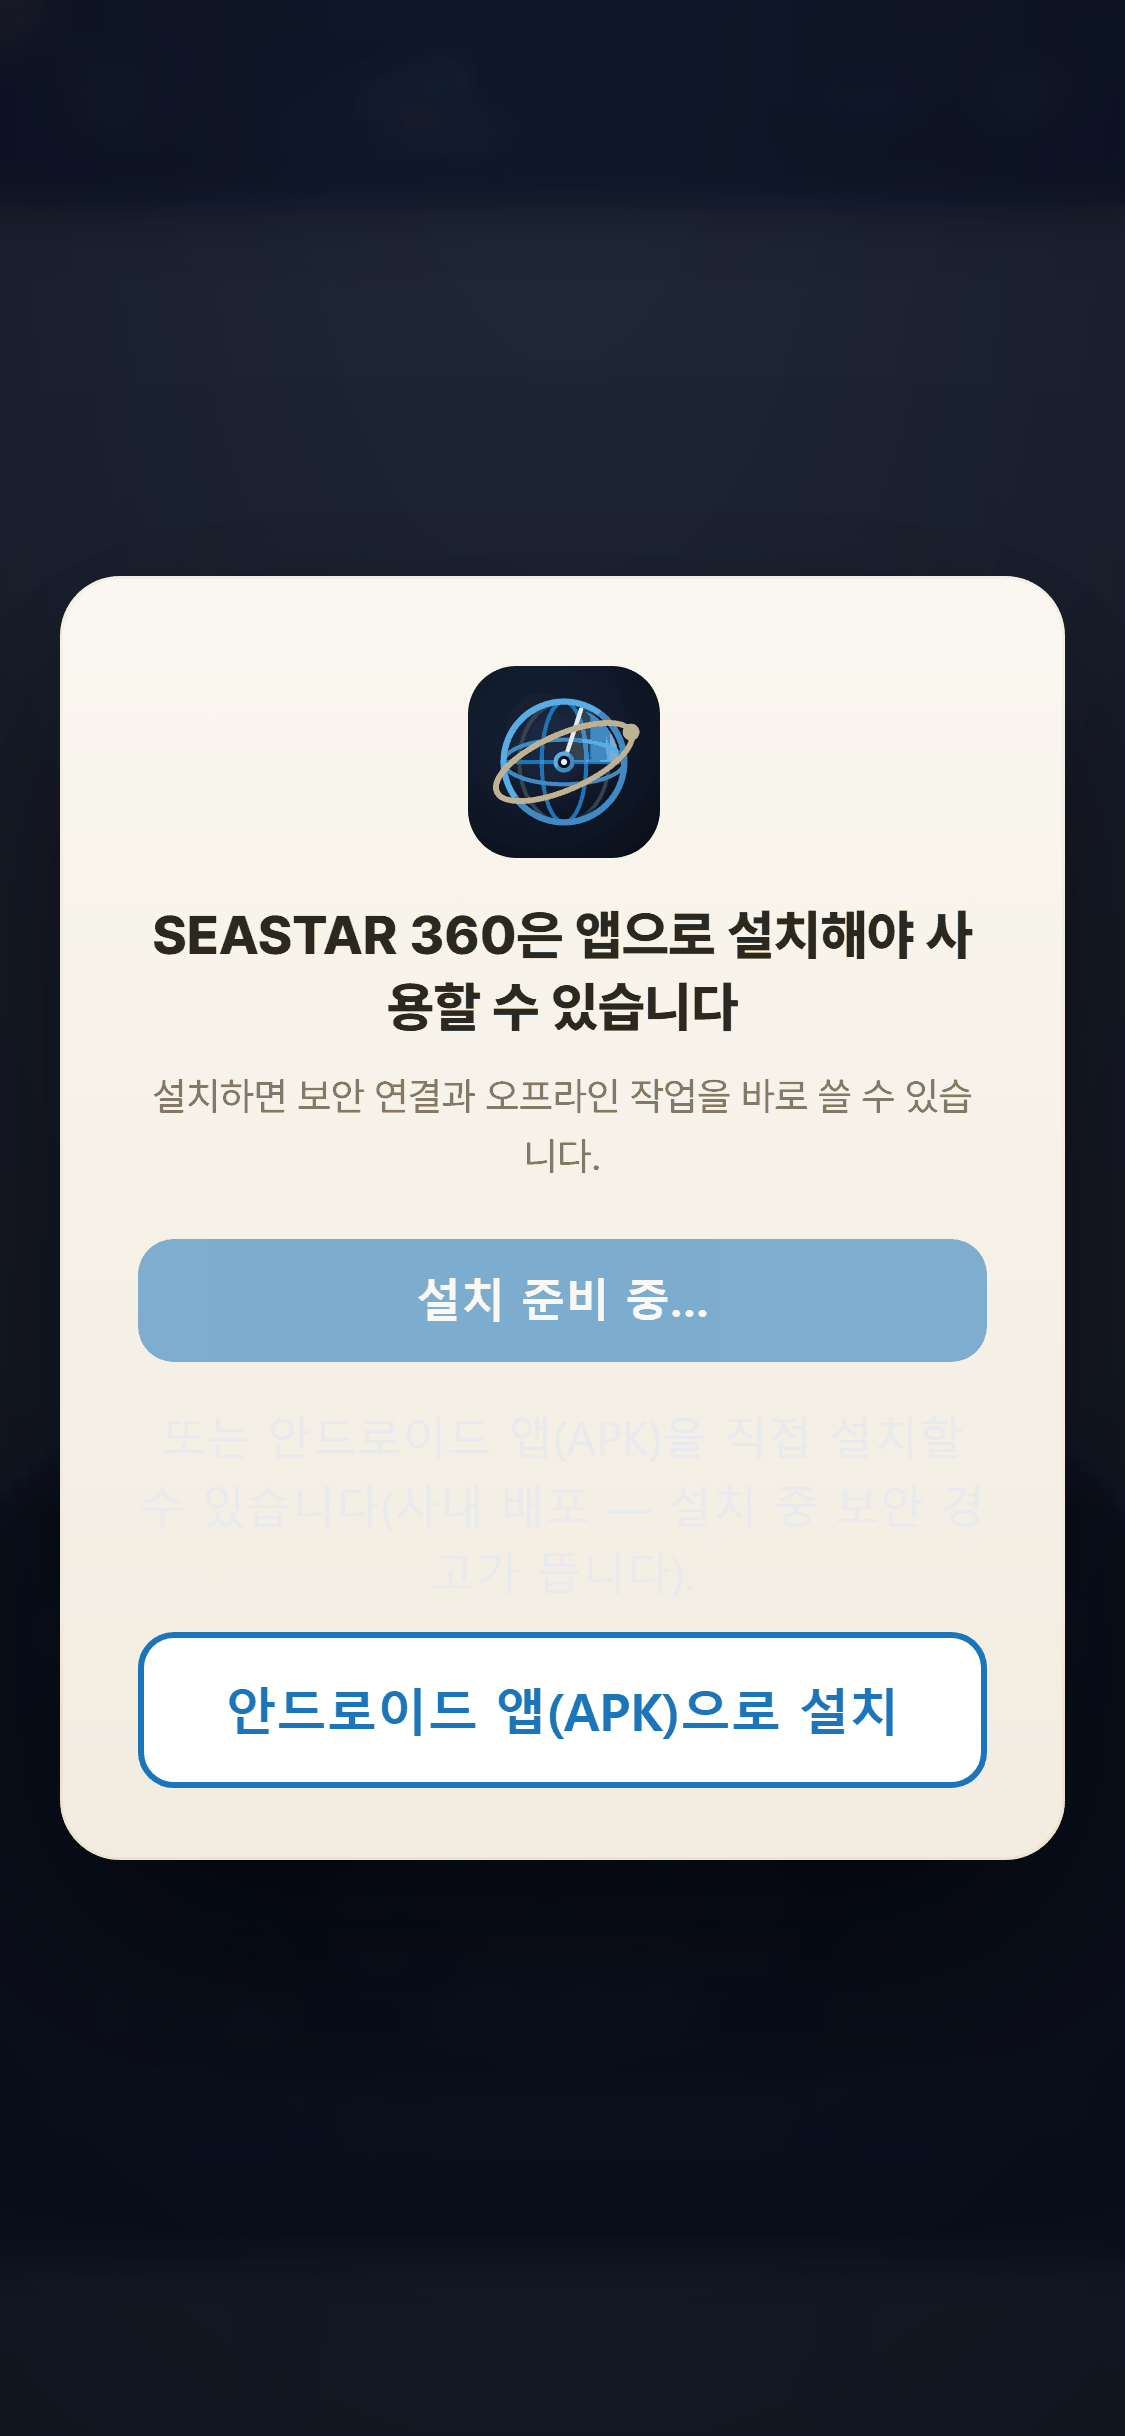 SEASTAR 360은 앱으로 설치해야 사
용할 수 있습니다
설치하면 보안 연결과 오프라인 작업을 바로 쓸 수 있습
니다.
설치 준비 중...
또는 안드로이드 앱(APK)을 직접 설치할
수 있습니다(사내 배포 — 설치 중 보안 경
고가 뜹니다).
안드로이드 앱(APK)으로 설치